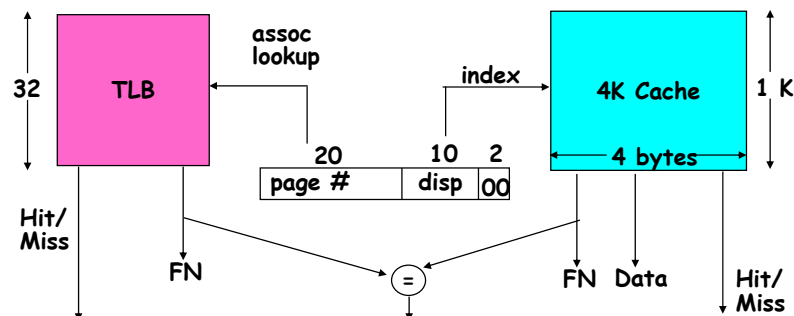 assoc
lookup
32
TLB
index
4K Cache
1 K
4 bytes
20
10
2
page #
disp
00
Hit/
Miss
FN
=
FN
Data
Hit/
Miss